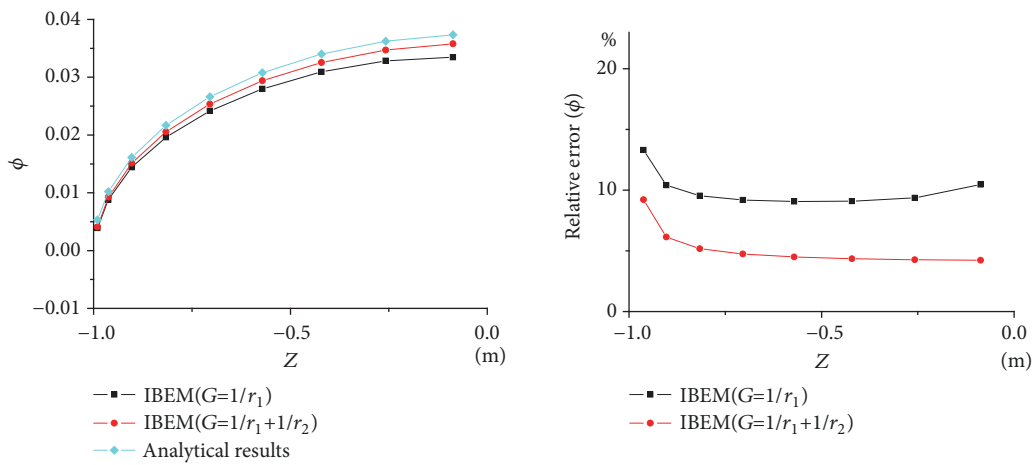 0.04
0.03
0.02
0.01
0.00
−0.01
ϕ
−1.0
−0.5
0.0
Z
(m)
IBEM(G=1/r₁)
IBEM(G=1/r₁+1/r₂)
Analytical results
%
20
10
0
Relative error (ϕ)
−1.0
−0.5
0.0
Z
(m)
IBEM(G=1/r₁)
IBEM(G=1/r₁+1/r₂)